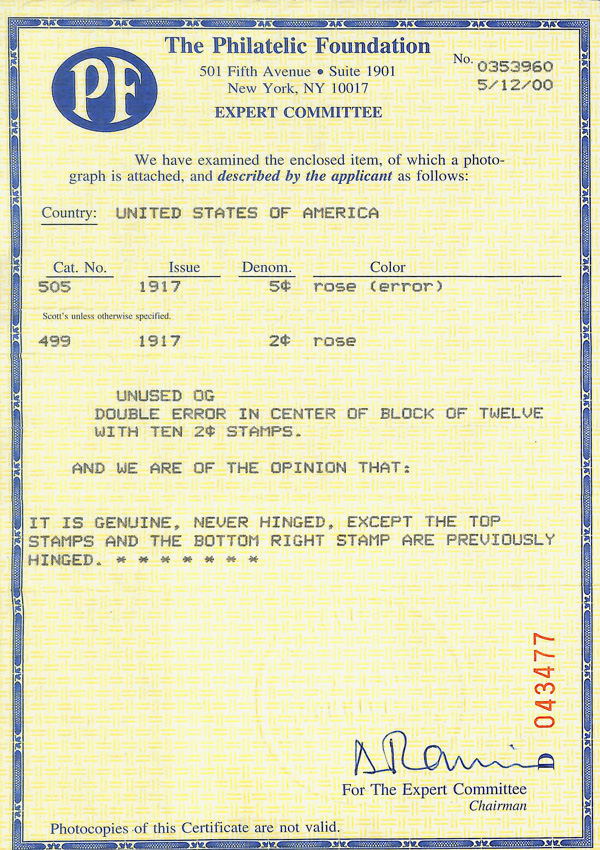 PF
The Philatelic Foundation
501 Fifth Avenue • Suite 1901
New York, NY 10017
EXPERT COMMITTEE
No. 0353960
5/12/00
We have examined the enclosed item, of which a photo-
graph is attached, and described by the applicant as follows:
Country: UNITED STATES OF AMERICA
Cat. No. Issue Denom. Color
505 1917 5¢ rose (error)
Scott's unless otherwise specified.
499 1917 2¢ rose
UNUSED OG
DOUBLE ERROR IN CENTER OF BLOCK OF TWELVE
WITH TEN 2¢ STAMPS.
AND WE ARE OF THE OPINION THAT:
IT IS GENUINE, NEVER HINGED, EXCEPT THE TOP
STAMPS AND THE BOTTOM RIGHT STAMP ARE PREVIOUSLY
HINGED. * * * * * * *
D 043477
For The Expert Committee
Chairman
Photocopies of this Certificate are not valid.